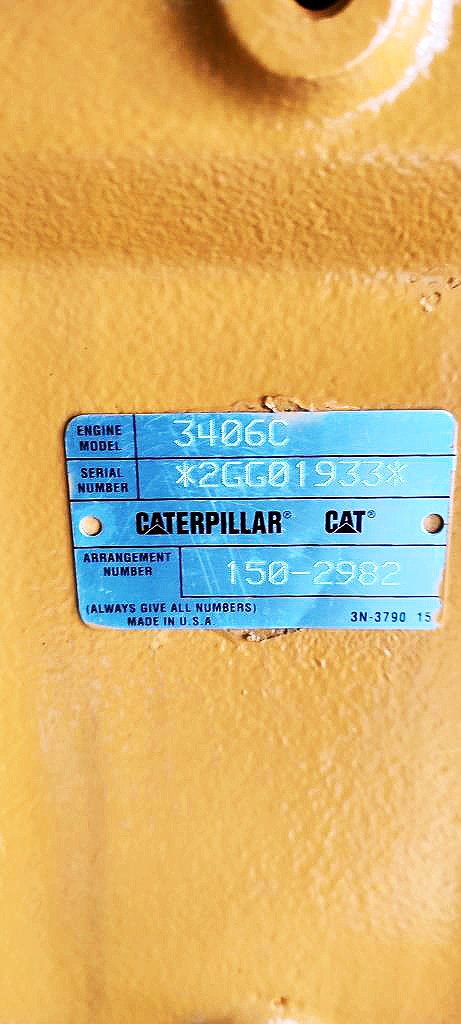 ENGINE MODEL 3406C
SERIAL NUMBER *2GG01933*
CATERPILLAR® CAT®
ARRANGEMENT NUMBER 150-2982
(ALWAYS GIVE ALL NUMBERS)
MADE IN U.S.A. 3N-3790 15